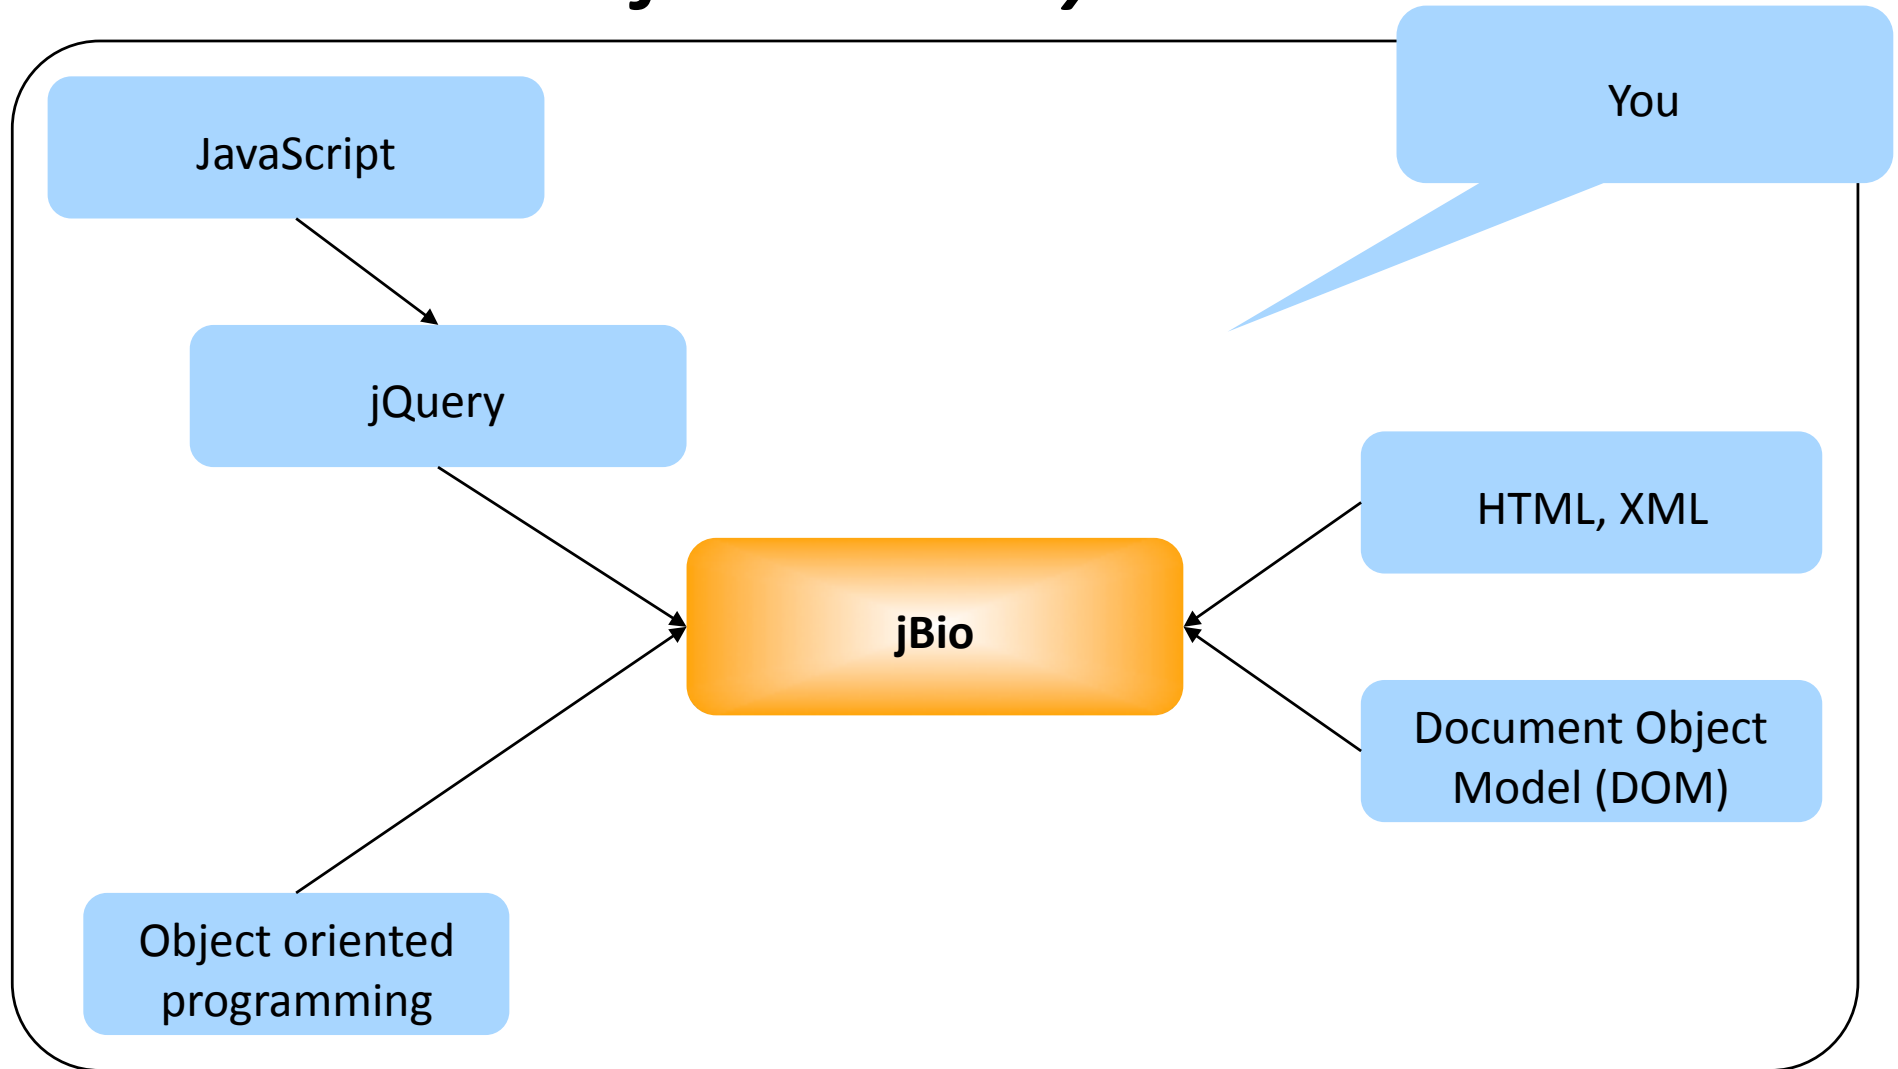 You
JavaScript
jQuery
HTML, XML
jBio
Document Object
Model (DOM)
Object oriented
programming